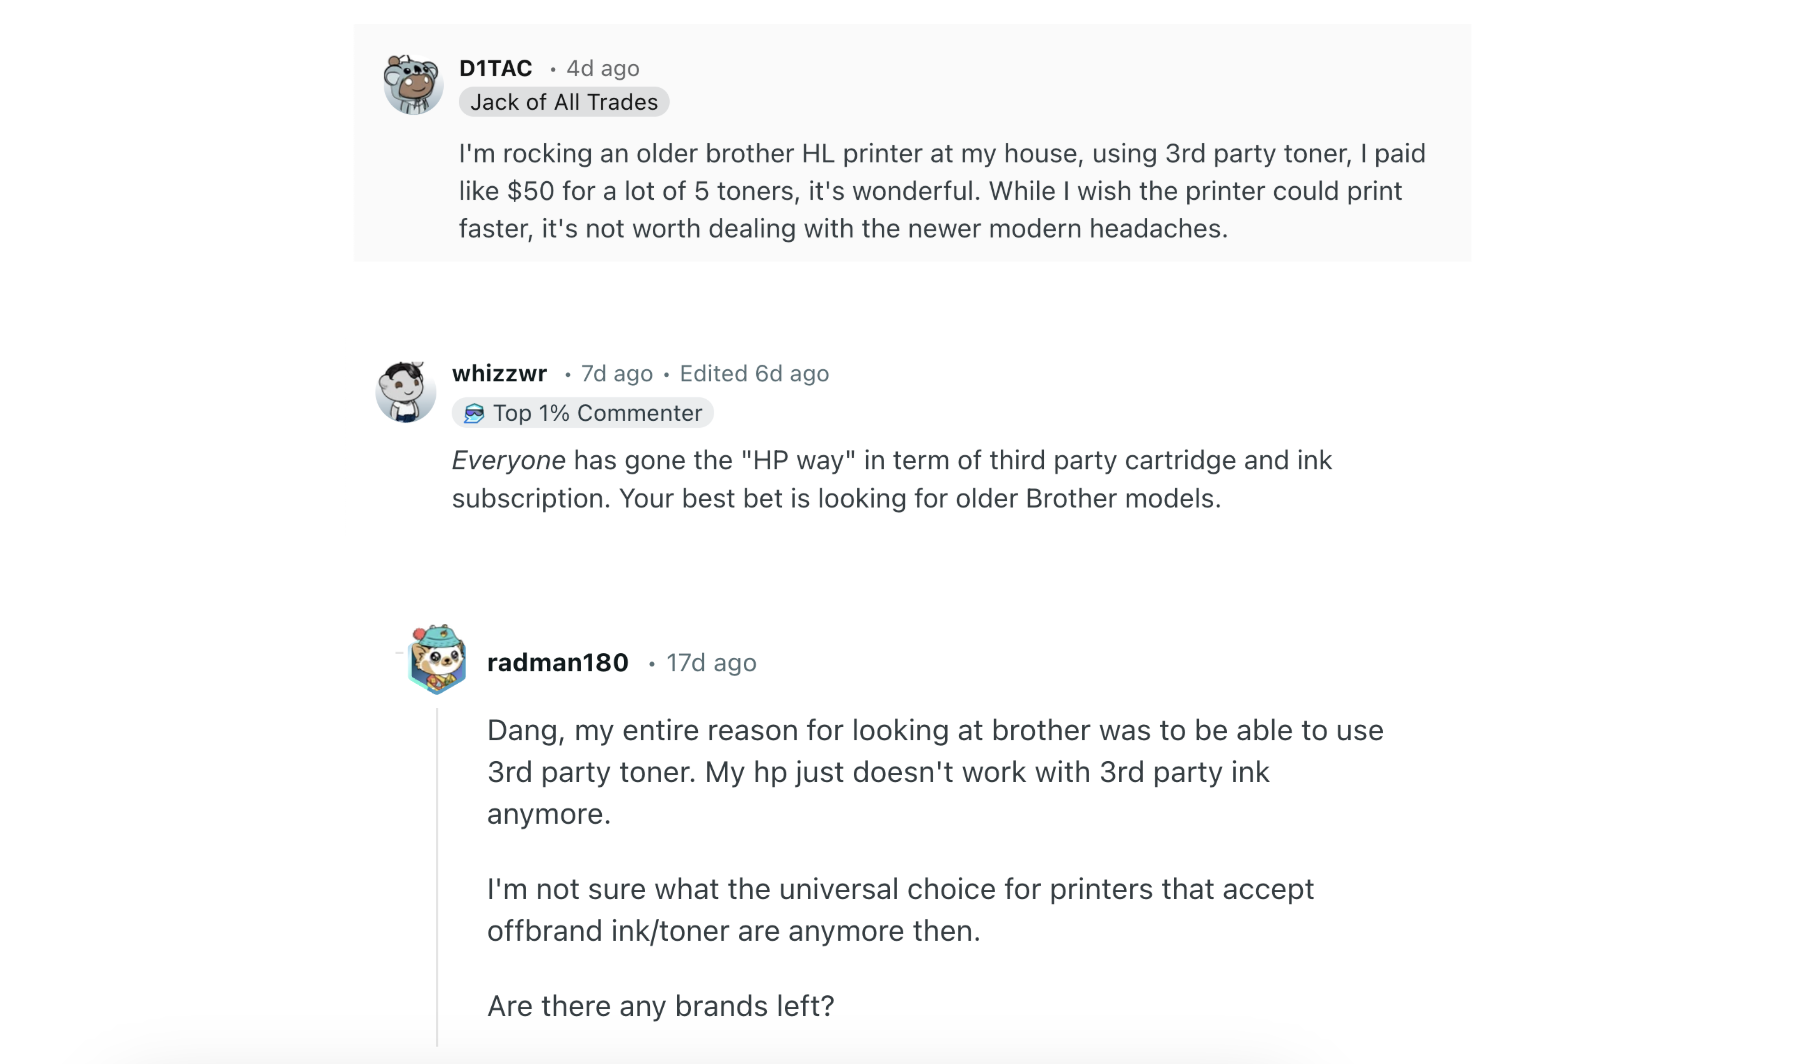 D1TAC • 4d ago
Jack of All Trades
I'm rocking an older brother HL printer at my house, using 3rd party toner, I paid
like $50 for a lot of 5 toners, it's wonderful. While I wish the printer could print
faster, it's not worth dealing with the newer modern headaches.
whizzwr • 7d ago • Edited 6d ago
Top 1% Commenter
Everyone has gone the "HP way" in term of third party cartridge and ink
subscription. Your best bet is looking for older Brother models.
radman180 • 17d ago
Dang, my entire reason for looking at brother was to be able to use
3rd party toner. My hp just doesn't work with 3rd party ink
anymore.
I'm not sure what the universal choice for printers that accept
offbrand ink/toner are anymore then.
Are there any brands left?